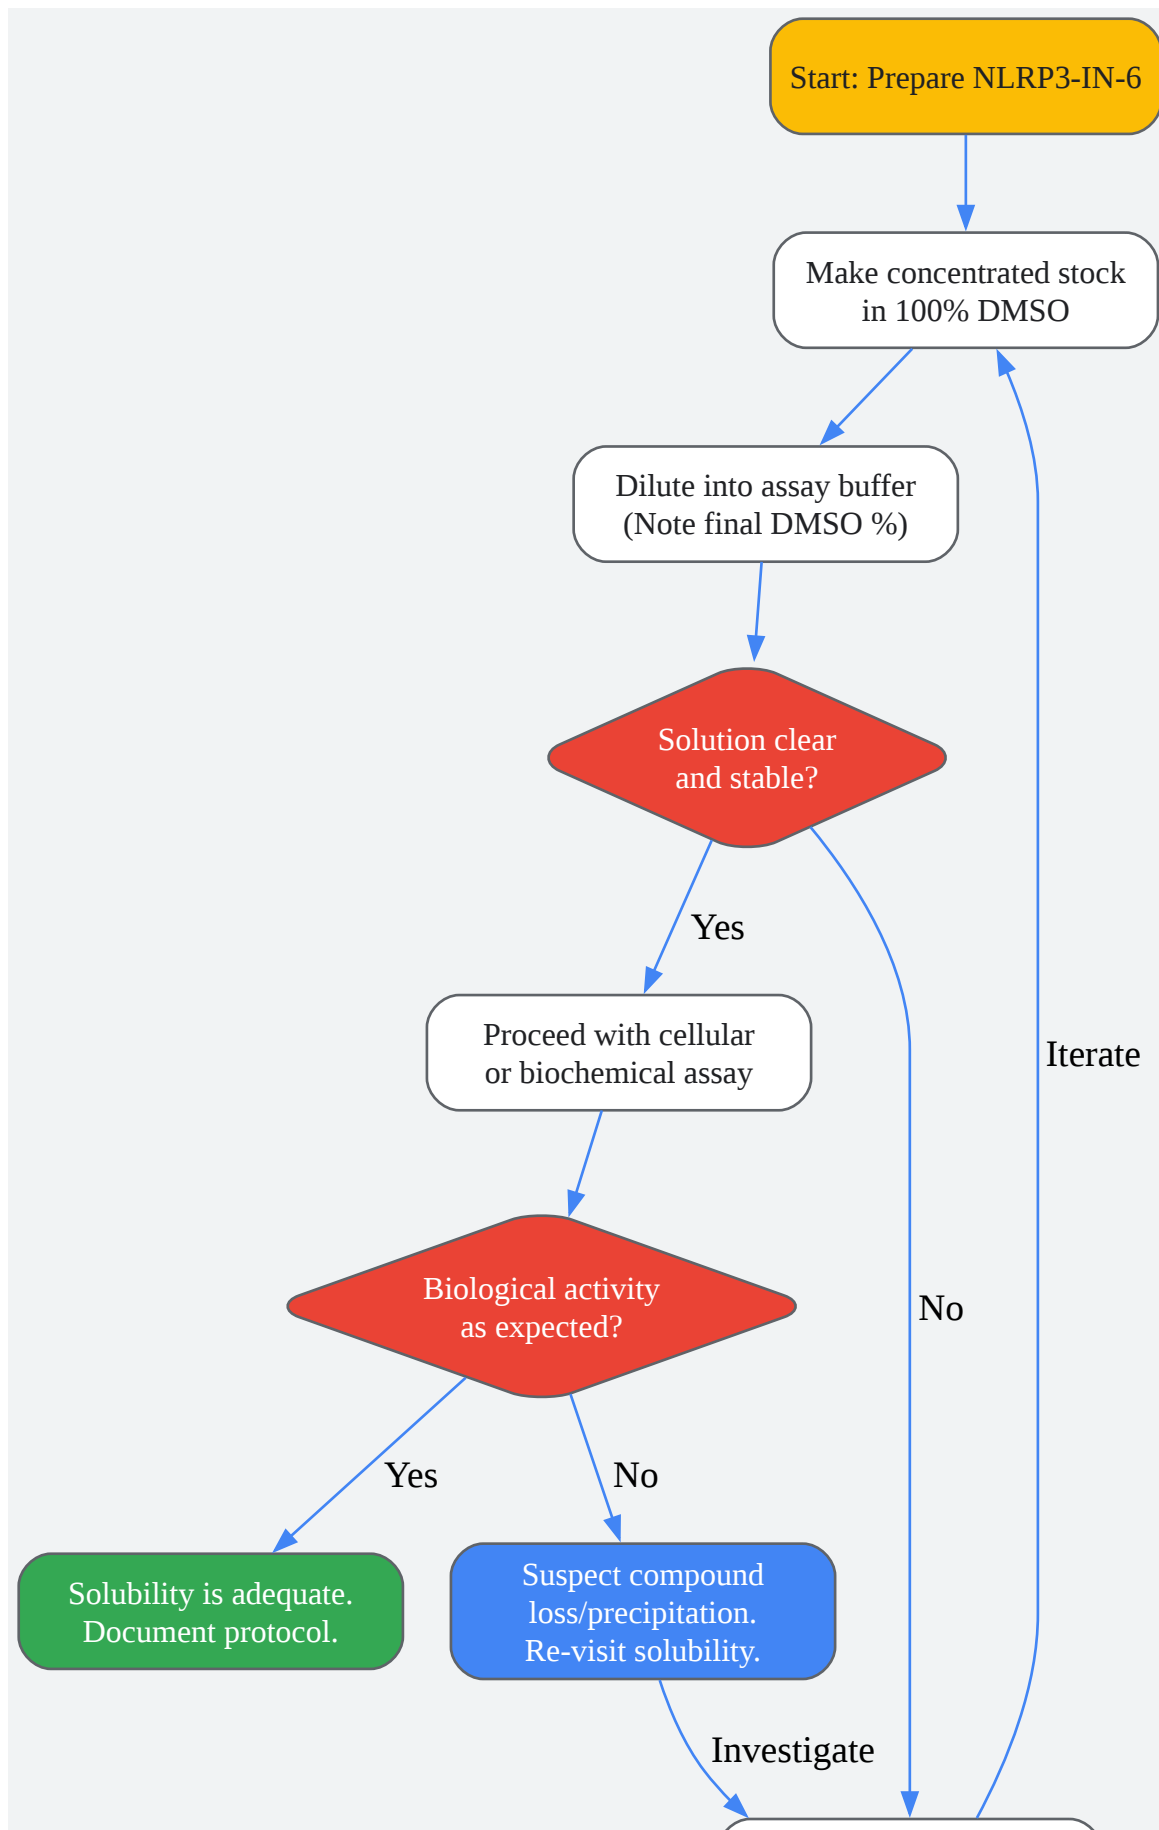 Start: Prepare NLRP3-IN-6
Make concentrated stock
in 100% DMSO
Dilute into assay buffer
(Note final DMSO %)
Solution clear
and stable?
Yes
Proceed with cellular
or biochemical assay
Iterate
Biological activity
as expected?
No
Yes
No
Suspect compound
loss/precipitation.
Re-visit solubility.
Solubility is adequate.
Document protocol.
Investigate